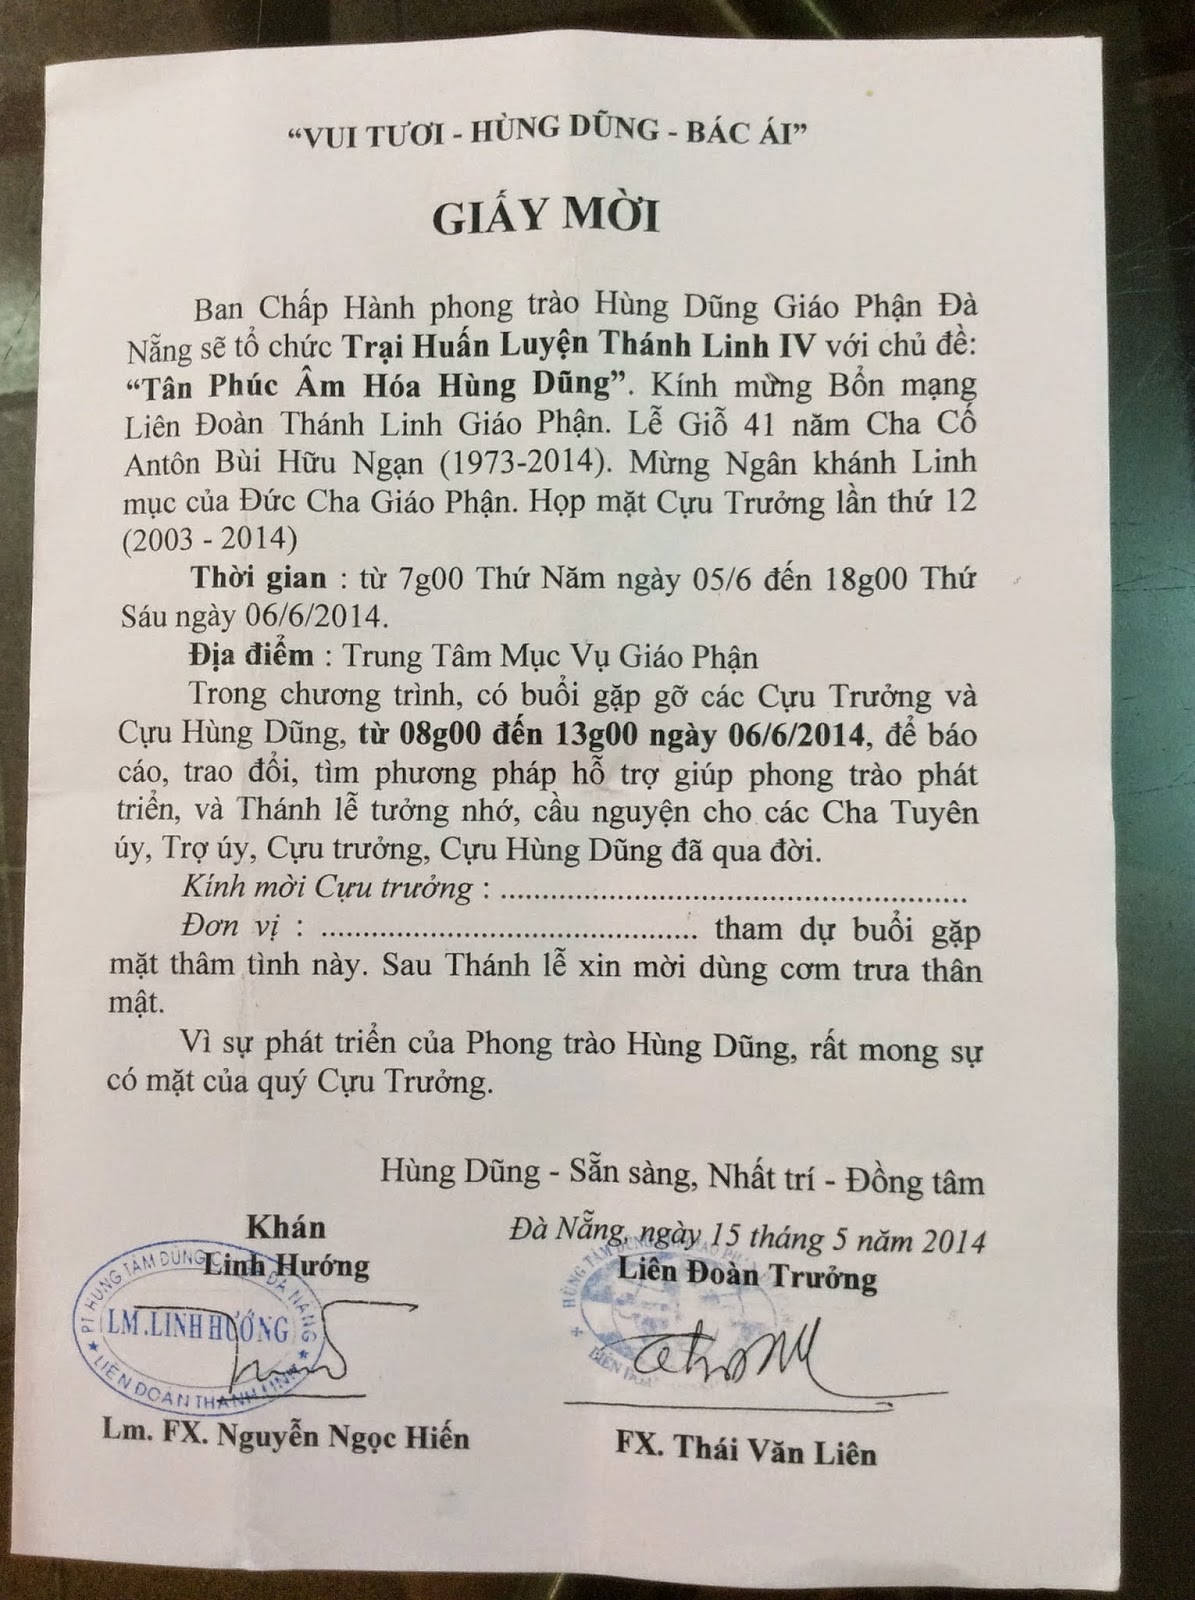 “VUI TƯƠI - HÙNG DŨNG - BÁC ÁI”
GIẤY MỜI
Ban Chấp Hành phong trào Hùng Dũng Giáo Phận Đà
Nẵng sẽ tổ chức Trại Huấn Luyện Thánh Linh IV với chủ đề:
“Tân Phúc Âm Hóa Hùng Dũng”. Kính mừng Bổn mạng
Liên Đoàn Thánh Linh Giáo Phận. Lễ Giỗ 41 năm Cha Cố
Antôn Bùi Hữu Ngạn (1973-2014). Mừng Ngân khánh Linh
mục của Đức Cha Giáo Phận. Họp mặt Cựu Trưởng lần thứ 12
(2003 - 2014)
Thời gian : từ 7g00 Thứ Năm ngày 05/6 đến 18g00 Thứ
Sáu ngày 06/6/2014.
Địa điểm : Trung Tâm Mục Vụ Giáo Phận
Trong chương trình, có buổi gặp gỡ các Cựu Trưởng và
Cựu Hùng Dũng, từ 08g00 đến 13g00 ngày 06/6/2014, để báo
cáo, trao đổi, tìm phương pháp hỗ trợ giúp phong trào phát
triển, và Thánh lễ tưởng nhớ, cầu nguyện cho các Cha Tuyên
úy, Trợ úy, Cựu trưởng, Cựu Hùng Dũng đã qua đời.
Kính mời Cựu trưởng : ........................................................
Đơn vị : ............................................. tham dự buổi gặp
mặt thâm tình này. Sau Thánh lễ xin mời dùng cơm trưa thân
mật.
Vì sự phát triển của Phong trào Hùng Dũng, rất mong sự
có mặt của quý Cựu Trưởng.
Hùng Dũng - Sẵn sàng, Nhất trí - Đồng tâm
Khán
Đà Nẵng, ngày 15 tháng 5 năm 2014
Linh Hướng
Liên Đoàn Trưởng
HÙNG TÂM DŨNG
ĐÀ NẴNG
LM.LINH HƯỚNG
LIÊN ĐOÀN THÁNH LINH
HÙNG TÂM DŨNG
Lm. FX. Nguyễn Ngọc Hiến
FX. Thái Văn Liên